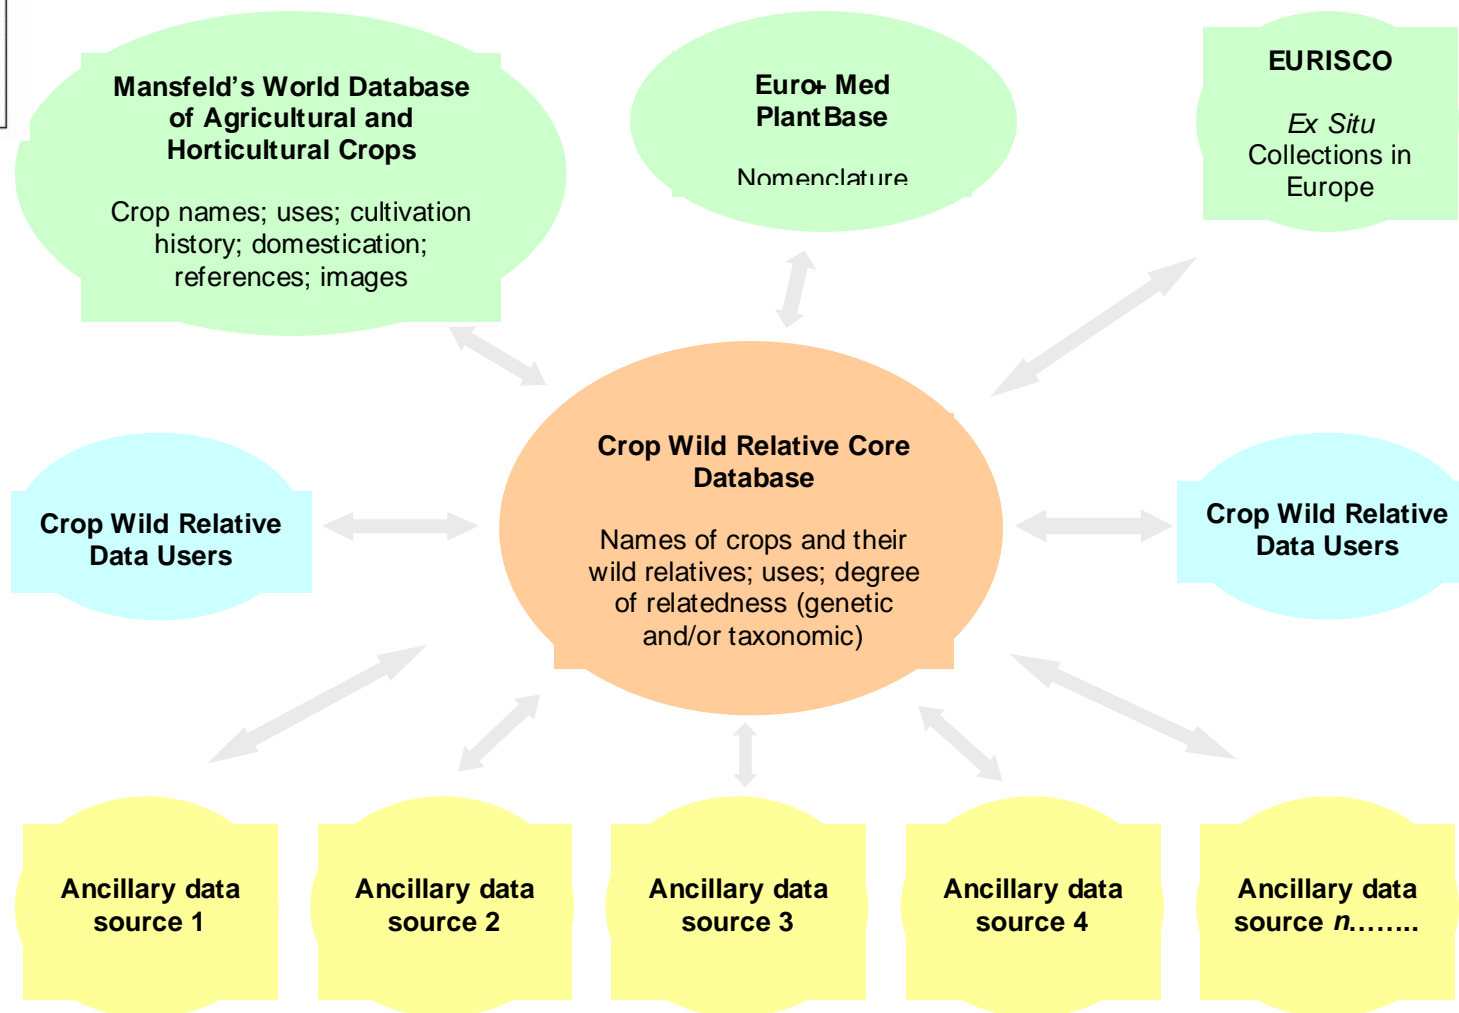 Mansfeld's World Database
of Agricultural and
Horticultural Crops
Crop names; uses; cultivation
history; domestication;
references; images
Euro+ Med
PlantBase
Nomenclature
EURISCO
Ex Situ
Collections in
Europe
Crop Wild Relative
Data Users
Crop Wild Relative Core
Database
Names of crops and their
wild relatives; uses; degree
of relatedness (genetic
and/or taxonomic)
Crop Wild Relative
Data Users
Ancillary data
source 1
Ancillary data
source 2
Ancillary data
source 3
Ancillary data
source 4
Ancillary data
source n……..